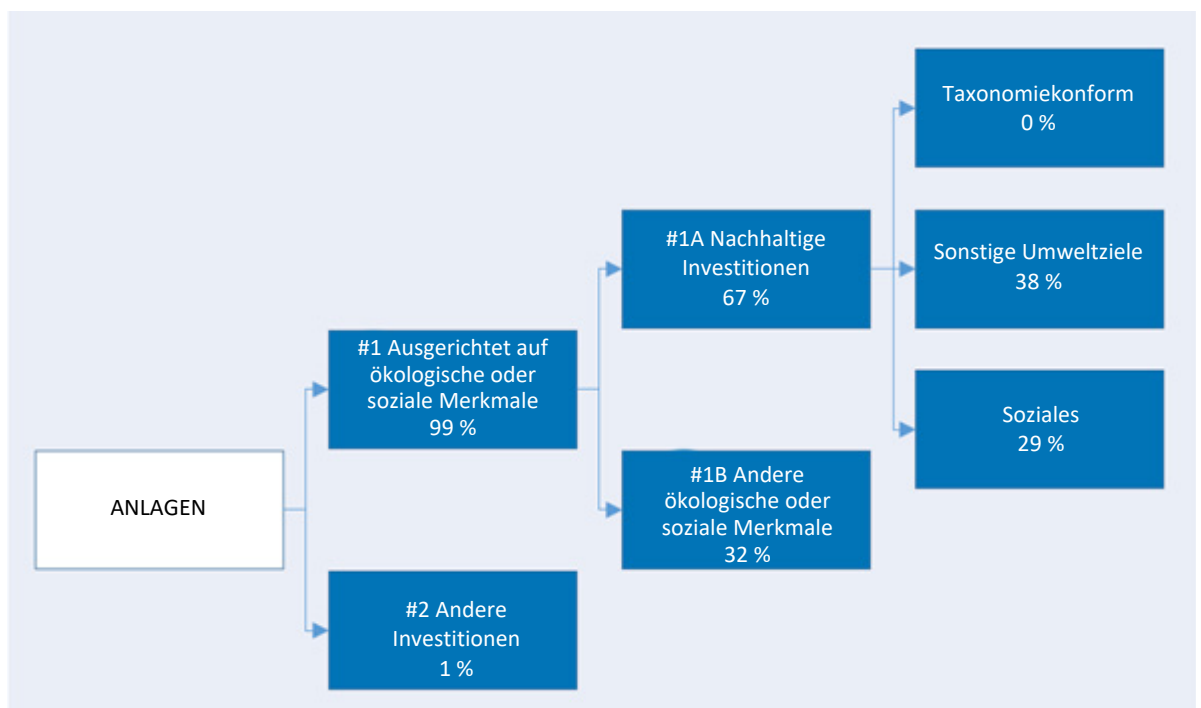 Taxonomiekonform
0 %
#1A Nachhaltige
Investitionen
67 %
Sonstige Umweltziele
38 %
#1 Ausgerichtet auf
ökologische oder
soziale Merkmale
99 %
Soziales
29 %
#1B Andere
ökologische oder
soziale Merkmale
32 %
ANLAGEN
#2 Andere
Investitionen
1 %